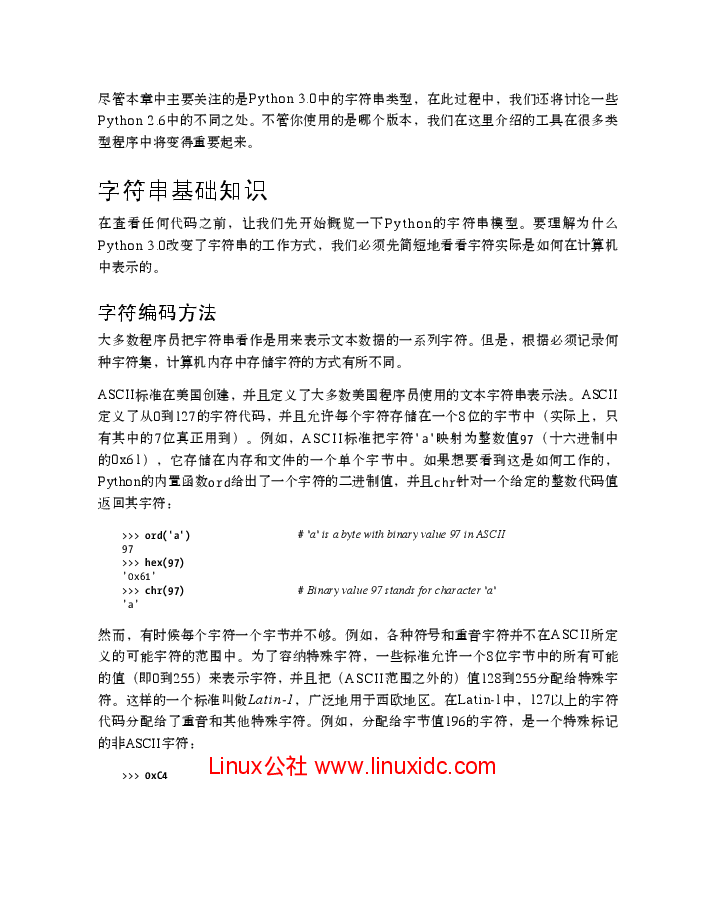 尽管本章中主要关注的是Python 3.0中的字符串类型，在此过程中，我们还将讨论一些
Python 2.6中的不同之处。不管你使用的是哪个版本，我们在这里介绍的工具在很多类
型程序中将变得重要起来。
字符串基础知识
在查看任何代码之前，让我们先开始概览一下Python的字符串模型。要理解为什么
Python 3.0改变了字符串的工作方式，我们必须先简短地看看字符实际是如何在计算机
中表示的。
字符编码方法
大多数程序员把字符串看作是用来表示文本数据的一系列字符。但是，根据必须记录何
种字符集，计算机内存中存储字符的方式有所不同。
ASCII标准在美国创建，并且定义了大多数美国程序员使用的文本字符串表示法。ASCII
定义了从0到127的字符代码，并且允许每个字符存储在一个8位的字节中（实际上，只
有其中的7位真正用到）。例如，ASCII标准把字符'a'映射为整数值97（十六进制中
的0x61），它存储在内存和文件的一个单个字节中。如果想要看到这是如何工作的，
Python的内置函数ord给出了一个字符的二进制值，并且chr针对一个给定的整数代码值
返回其字符：
>>> ord('a') # 'a' is a byte with binary value 97 in ASCII
97
>>> hex(97)
'0x61'
>>> chr(97) # Binary value 97 stands for character 'a'
'a'
然而，有时候每个字符一个字节并不够。例如，各种符号和重音字符并不在ASCII所定
义的可能字符的范围中。为了容纳特殊字符，一些标准允许一个8位字节中的所有可能
的值（即0到255）来表示字符，并且把（ASCII范围之外的）值128到255分配给特殊字
符。这样的一个标准叫做Latin-1，广泛地用于西欧地区。在Latin-1中，127以上的字符
代码分配给了重音和其他特殊字符。例如，分配给字节值196的字符，是一个特殊标记
的非ASCII字符：
>>> 0xC4
Linux公社 www.linuxidc.com